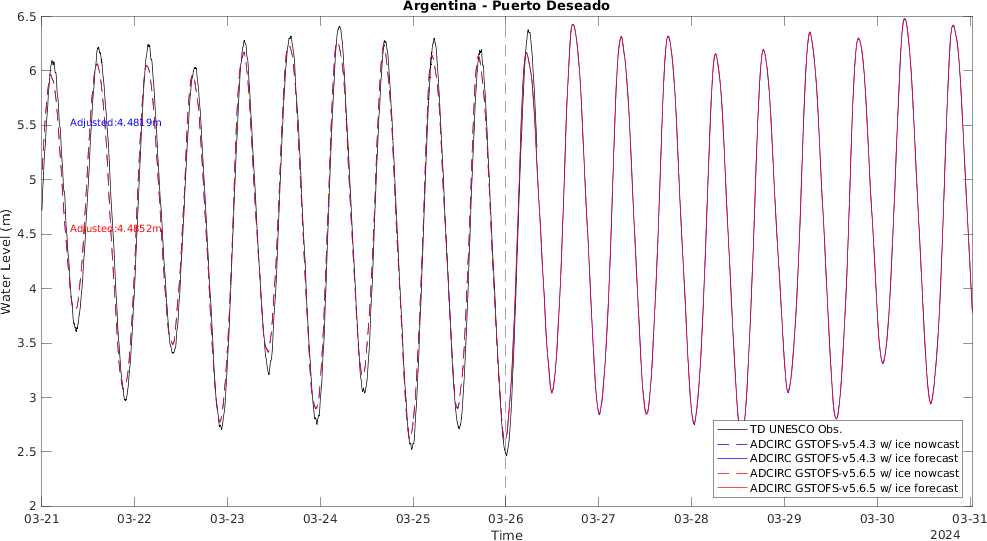 Argentina - Puerto Deseado
6.5
6
5.5
5
4.5
4
3.5
3
2.5
2
Water Level (m)
Adjusted:4.4819m
Adjusted:4.4852m
TD UNESCO Obs.
ADCIRC GSTOFS-v5.4.3 w/ ice nowcast
ADCIRC GSTOFS-v5.4.3 w/ ice forecast
ADCIRC GSTOFS-v5.6.5 w/ ice nowcast
ADCIRC GSTOFS-v5.6.5 w/ ice forecast
03-21 03-22 03-23 03-24 03-25 03-26 03-27 03-28 03-29 03-30 03-31
Time
2024